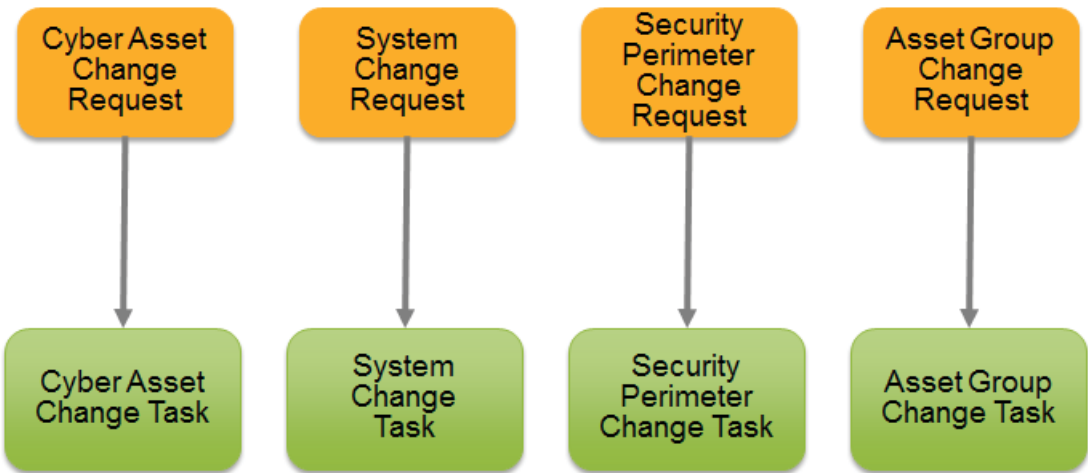 Cyber Asset
Change
Request
System
Change
Request
Security
Perimeter
Change
Request
Asset Group
Change
Request
Cyber Asset
Change Task
System
Change
Task
Security
Perimeter
Change Task
Asset Group
Change Task